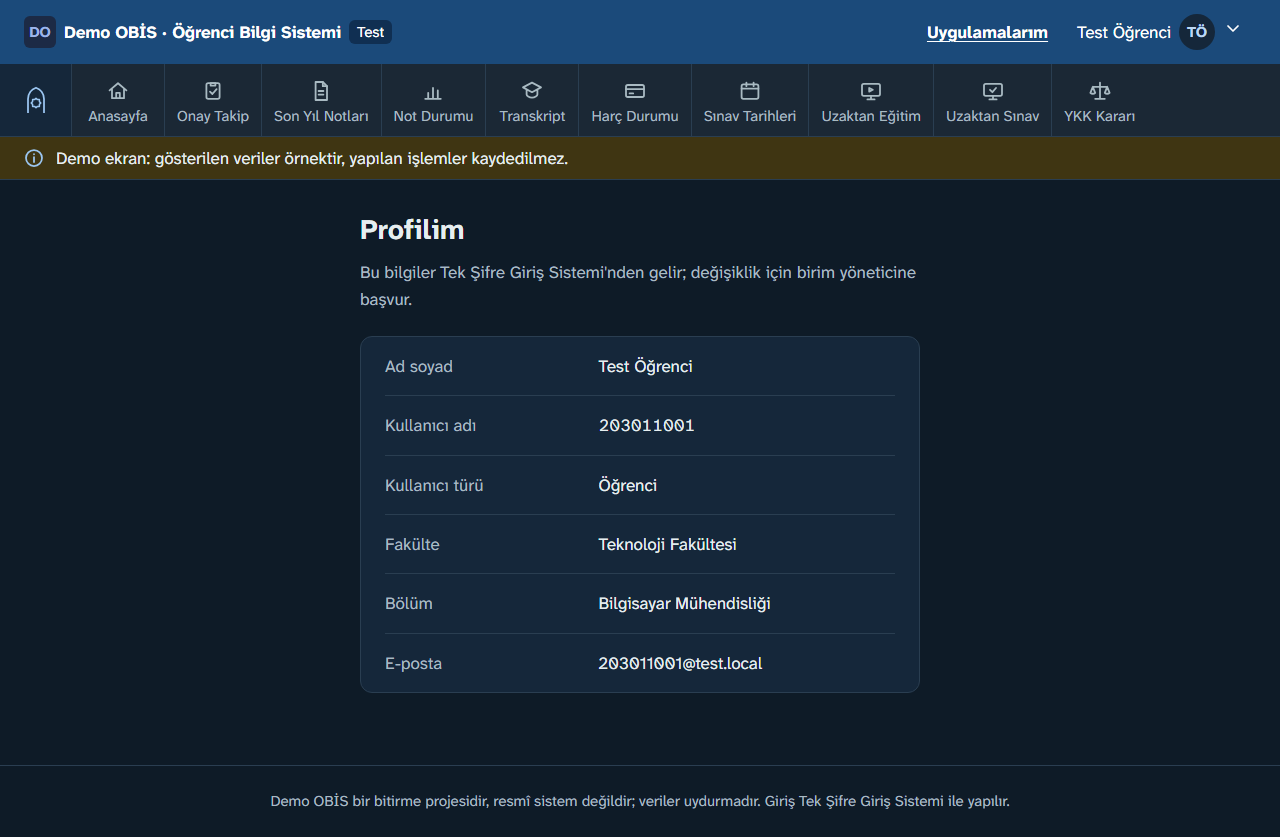 DO Demo OBİS · Öğrenci Bilgi Sistemi Test Uygulamalarım Test Öğrenci TÖ
Anasayfa Onay Takip Son Yıl Notları Not Durumu Transkript Harç Durumu Sınav Tarihleri Uzaktan Eğitim Uzaktan Sınav YKK Kararı
Demo ekran: gösterilen veriler örnektir, yapılan işlemler kaydedilmez.
Profilim
Bu bilgiler Tek Şifre Giriş Sistemi'nden gelir; değişiklik için birim yöneticine
başvur.
Ad soyad Test Öğrenci
Kullanıcı adı 203011001
Kullanıcı türü Öğrenci
Fakülte Teknoloji Fakültesi
Bölüm Bilgisayar Mühendisliği
E-posta 203011001@test.local
Demo OBİS bir bitirme projesidir, resmî sistem değildir; veriler uydurmadır. Giriş Tek Şifre Giriş Sistemi ile yapılır.